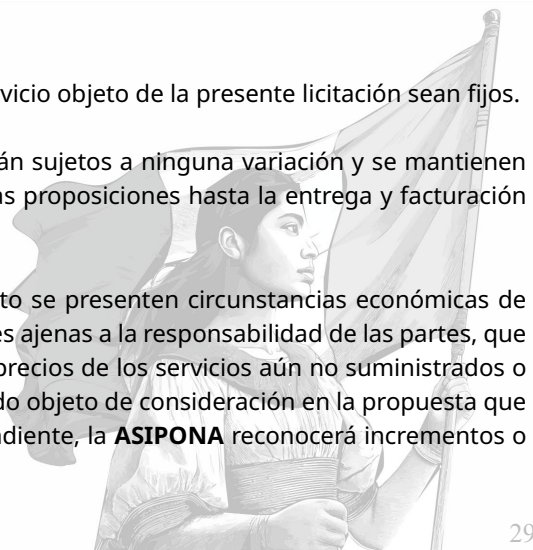 vicio objeto de la presente licitación sean fijos.
án sujetos a ninguna variación y se mantienen
as proposiciones hasta la entrega y facturación
to se presenten circunstancias económicas de
es ajenas a la responsabilidad de las partes, que
precios de los servicios aún no suministrados o
do objeto de consideración en la propuesta que
ndiente, la ASIPONA reconocerá incrementos o
29